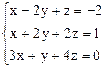 x − 2y + z = −2
x + 2y + 2z = 1
3x + y + 4z = 0